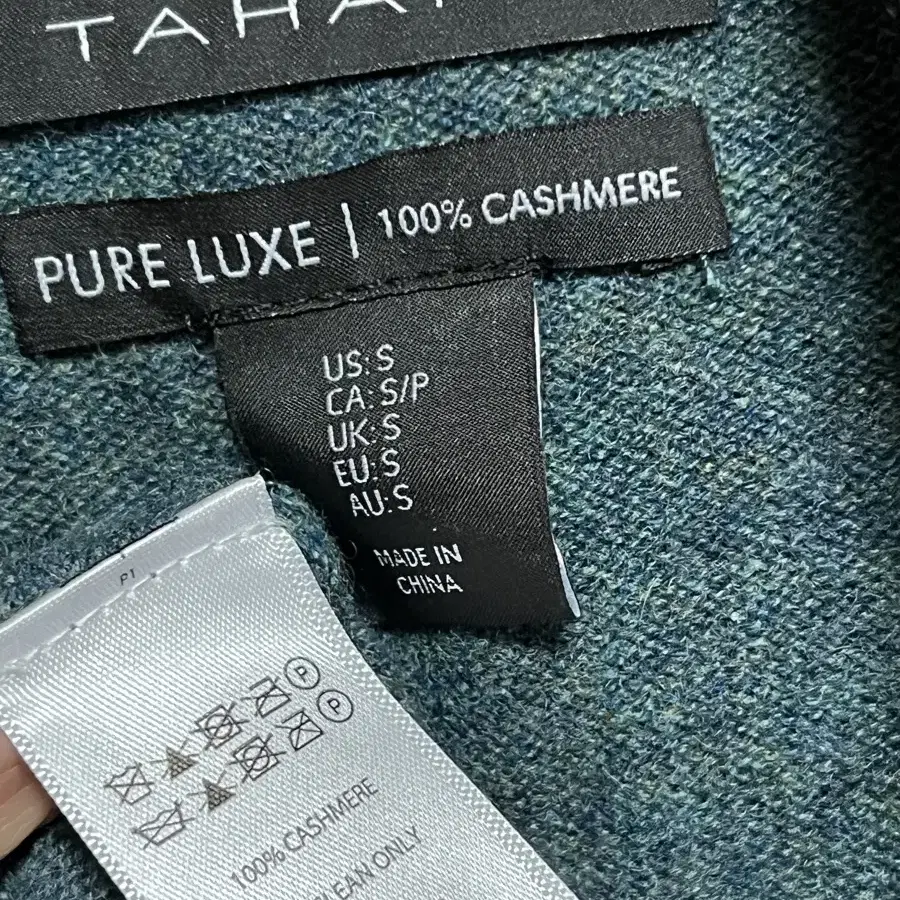 TAHA
PURE LUXE | 100% CASHMERE
US: S
CA: S/P
UK: S
EU: S
AU: S
MADE IN
CHINA
P1
P
P
100% CASHMERE
CLEAN ONLY